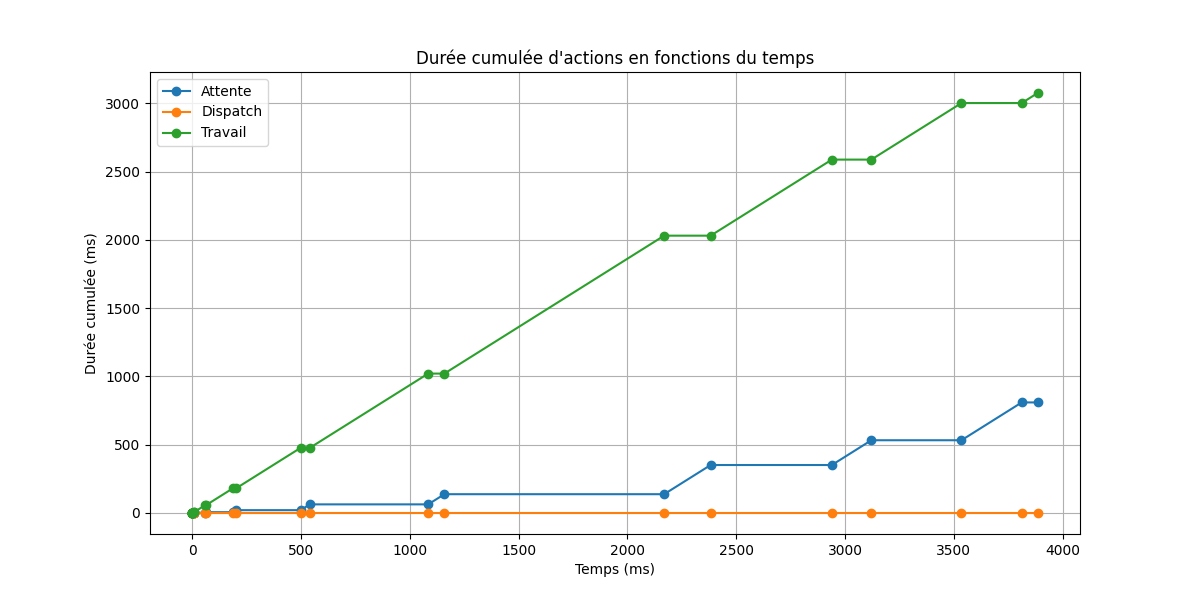 Durée cumulée d'actions en fonctions du temps
Attente
Dispatch
Travail
Durée cumulée (ms)
3000
2500
2000
1500
1000
500
0
0 500 1000 1500 2000 2500 3000 3500 4000
Temps (ms)